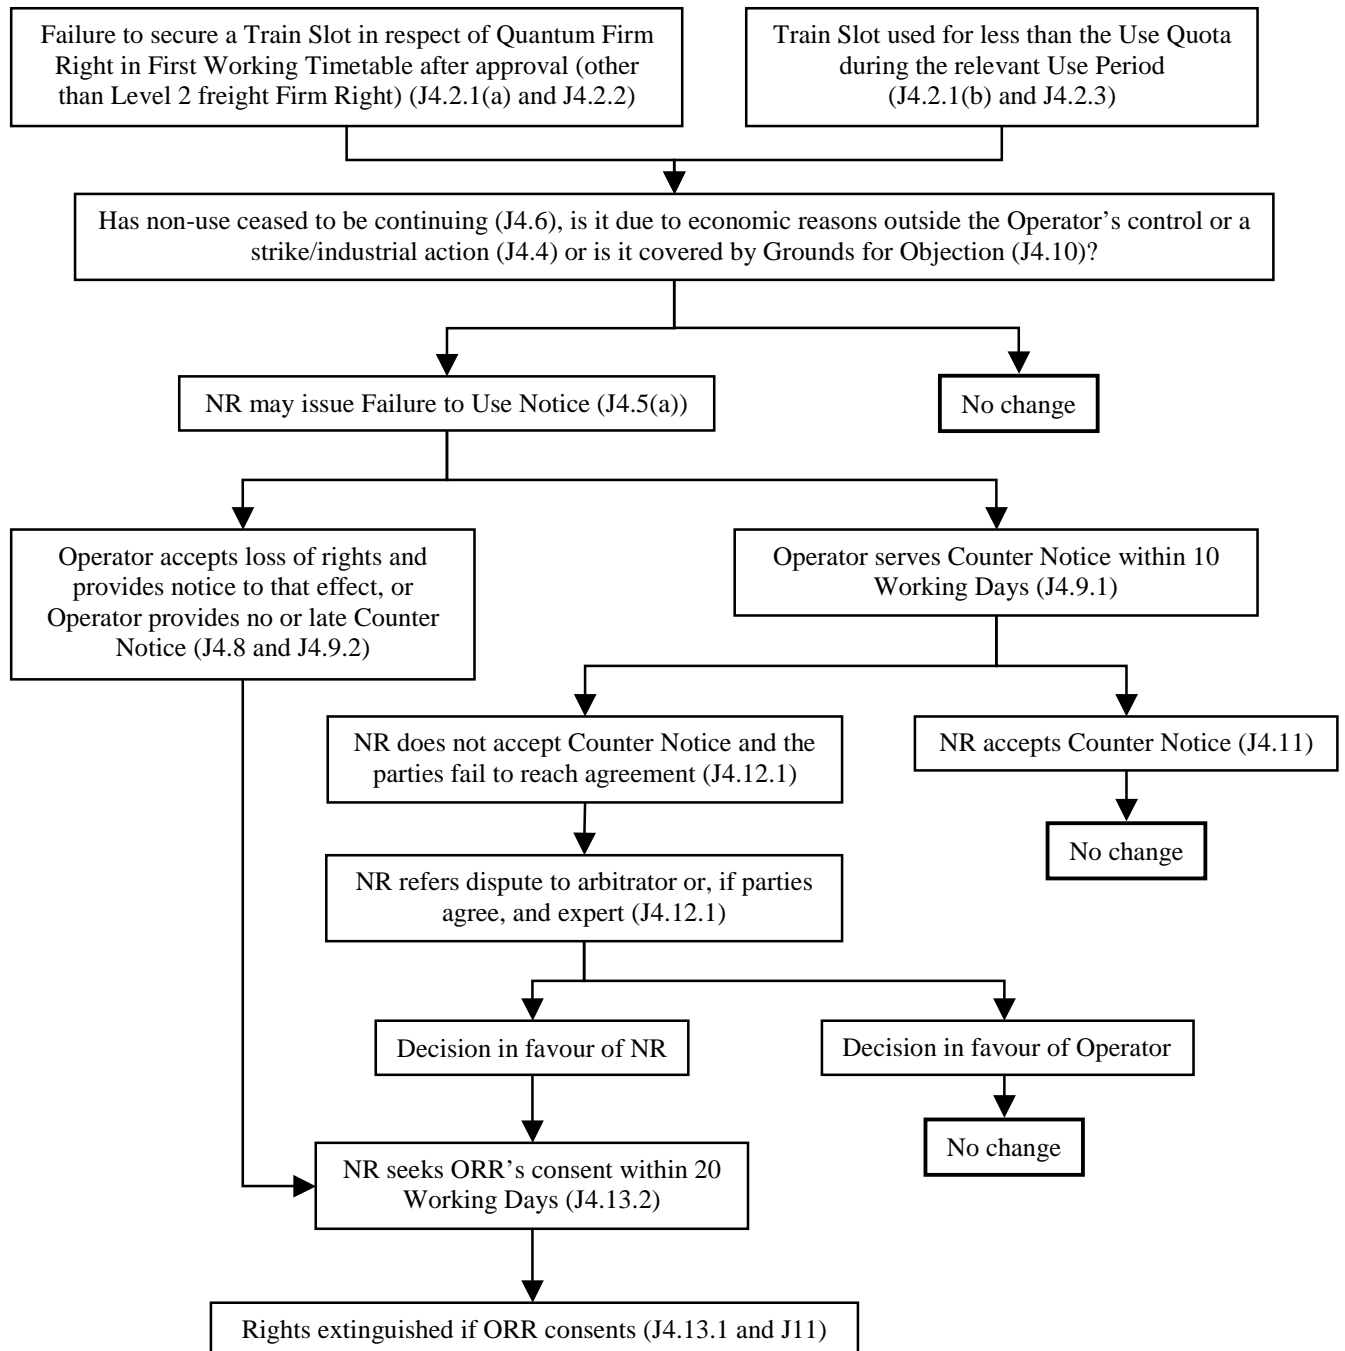 Failure to secure a Train Slot in respect of Quantum Firm
Right in First Working Timetable after approval (other
than Level 2 freight Firm Right) (J4.2.1(a) and J4.2.2)
Train Slot used for less than the Use Quota
during the relevant Use Period
(J4.2.1(b) and J4.2.3)
Has non-use ceased to be continuing (J4.6), is it due to economic reasons outside the Operator’s control or a
strike/industrial action (J4.4) or is it covered by Grounds for Objection (J4.10)?
NR may issue Failure to Use Notice (J4.5(a))
No change
Operator accepts loss of rights and
provides notice to that effect, or
Operator provides no or late Counter
Notice (J4.8 and J4.9.2)
Operator serves Counter Notice within 10
Working Days (J4.9.1)
NR does not accept Counter Notice and the
parties fail to reach agreement (J4.12.1)
NR accepts Counter Notice (J4.11)
No change
NR refers dispute to arbitrator or, if parties
agree, and expert (J4.12.1)
Decision in favour of NR
Decision in favour of Operator
No change
NR seeks ORR’s consent within 20
Working Days (J4.13.2)
Rights extinguished if ORR consents (J4.13.1 and J11)